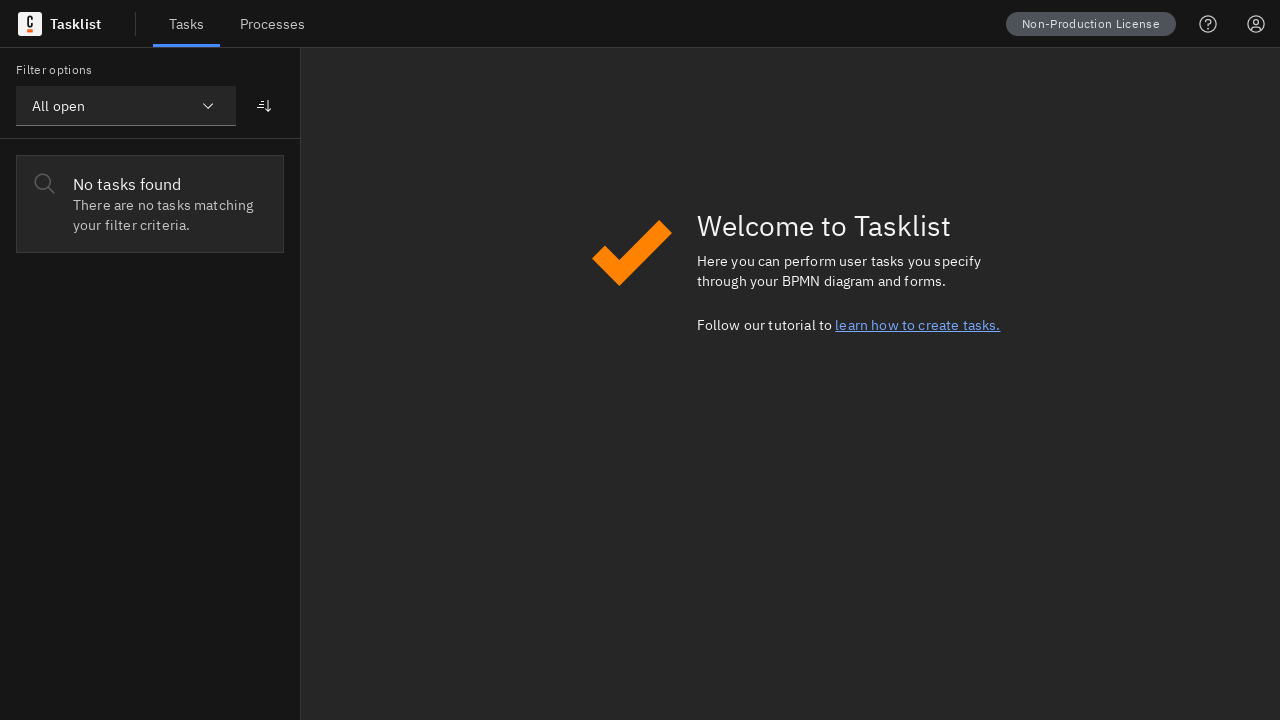 Tasklist
Tasks
Processes
Non-Production License
Filter options
All open
No tasks found
There are no tasks matching
your filter criteria.
Welcome to Tasklist
Here you can perform user tasks you specify
through your BPMN diagram and forms.
Follow our tutorial to learn how to create tasks.